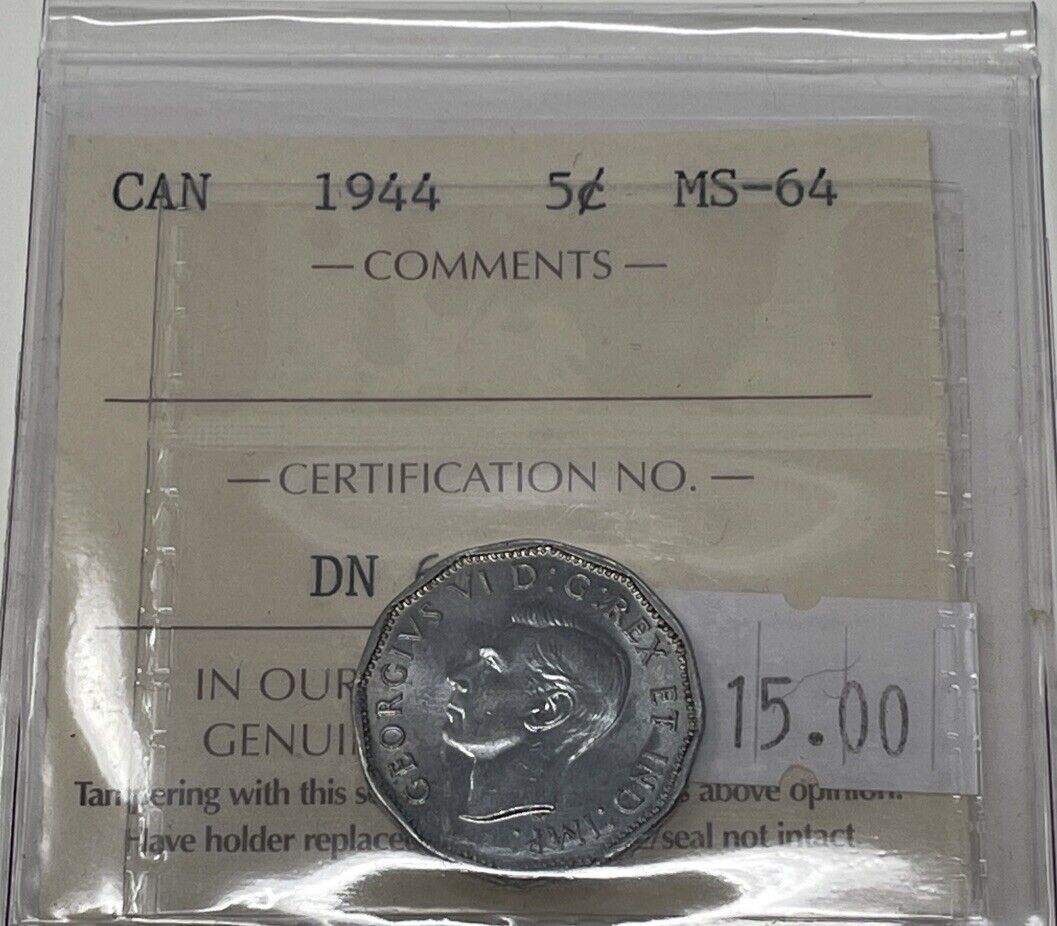 CAN 1944 5¢ MS-64
— COMMENTS —
— CERTIFICATION NO. —
DN
GEORGIVS VI D:G:REX ET IND:IMP:
15.00
IN OUR
GENUI
Tampering with this above opinion.
Have holder replace /seal not intact.